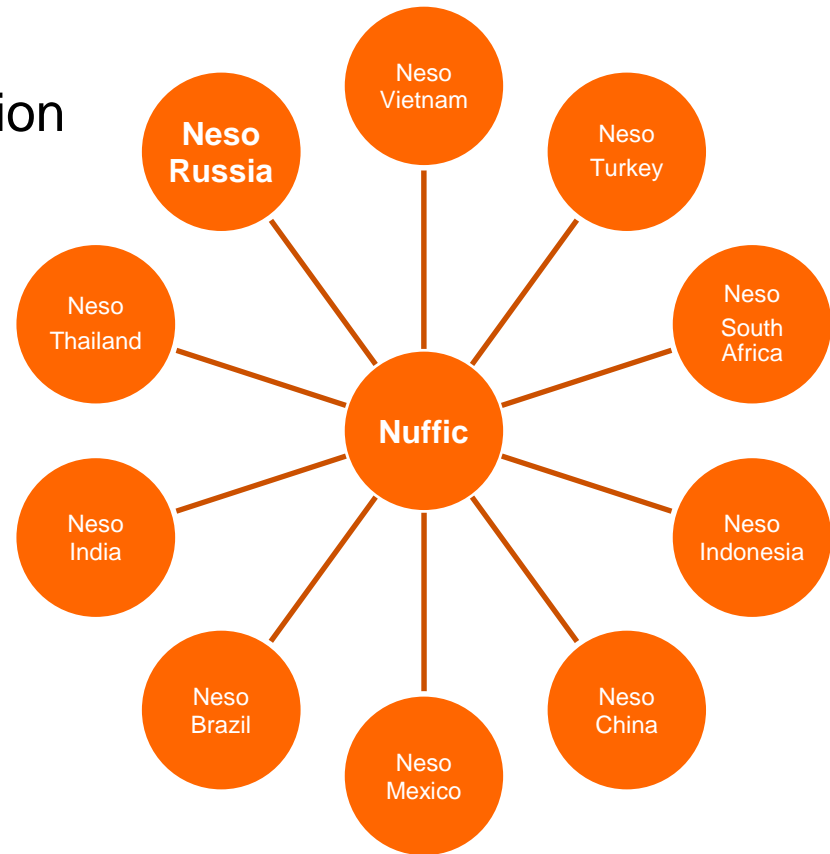 ion
Neso
Vietnam
Neso
Russia
Neso
Turkey
Neso
Thailand
Neso
South
Africa
Nuffic
Neso
India
Neso
Indonesia
Neso
Brazil
Neso
China
Neso
Mexico